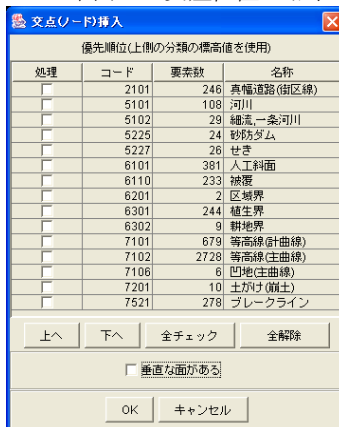 交点(ノード)挿入
優先順位(上側の分類の標高値を使用)
処理 コード 要素数 名称
2101 246 真幅道路(街区線)
5101 108 河川
5102 29 細流,一条河川
5225 24 砂防ダム
5227 26 せき
6101 381 人工斜面
6110 233 被覆
6201 2 区域界
6301 244 植生界
6302 9 耕地界
7101 679 等高線(計曲線)
7102 2728 等高線(主曲線)
7106 6 凹地(主曲線)
7201 10 土がけ(崩土)
7521 278 ブレークライン
上へ 下へ 全チェック 全解除
垂直な面がある
OK キャンセル